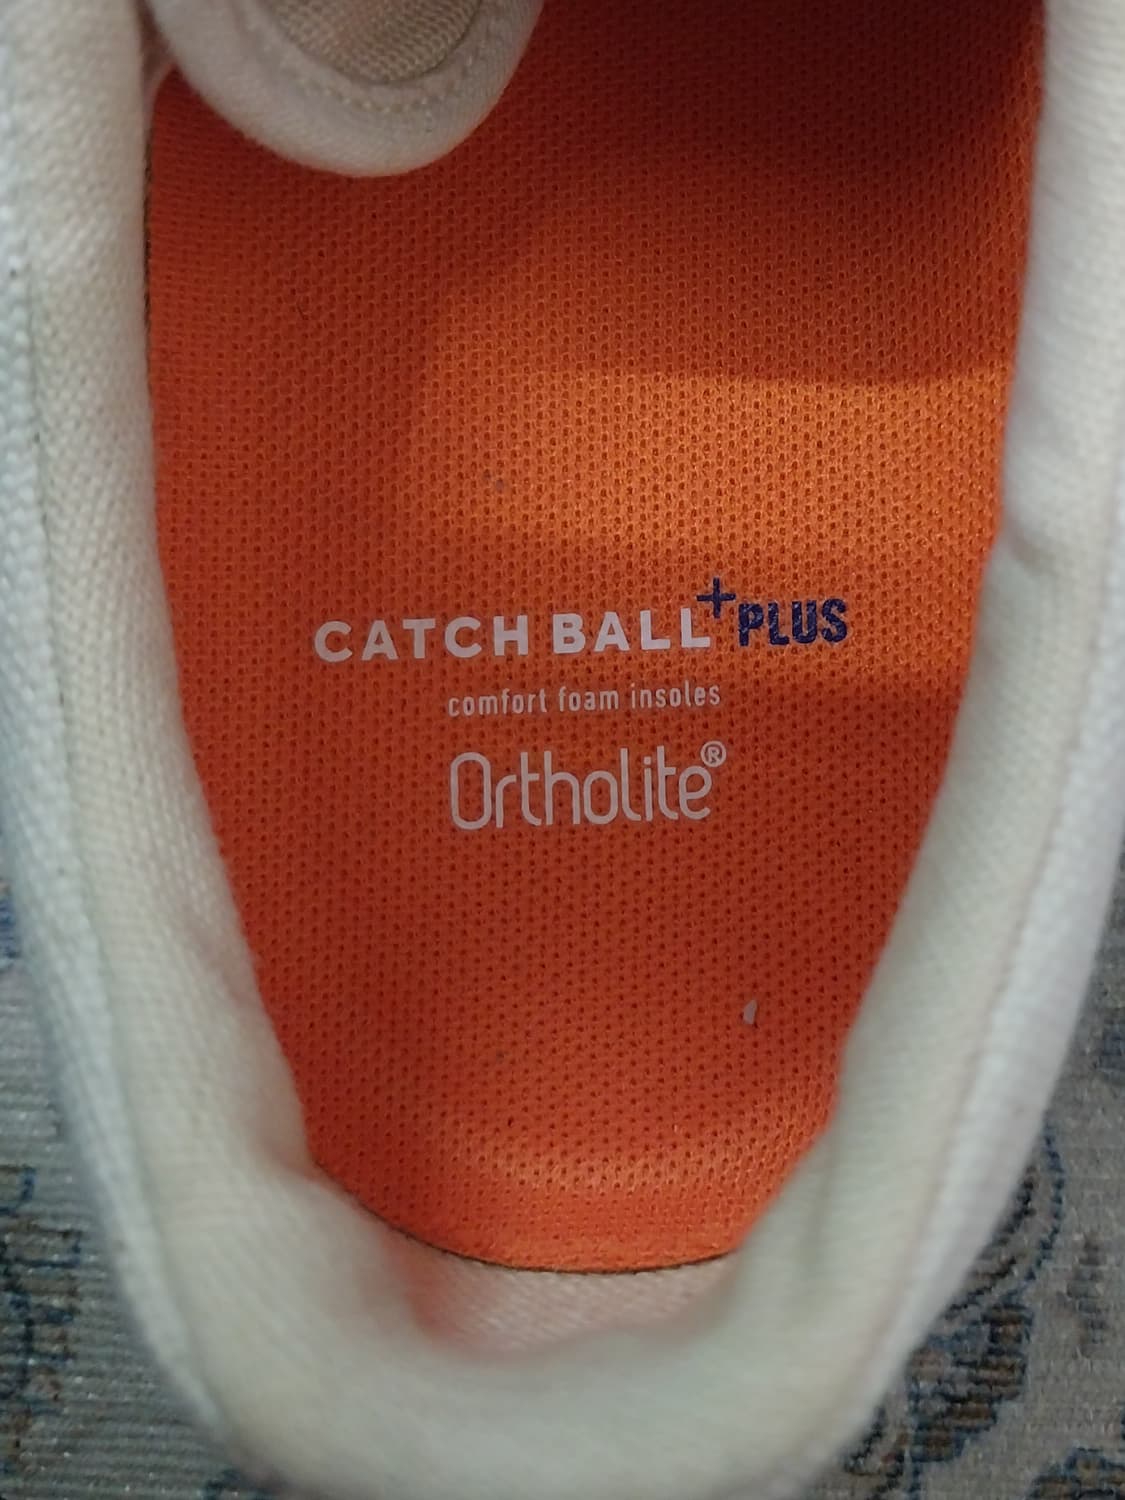 CATCH BALL+PLUS
comfort foam insoles
Ortholite®